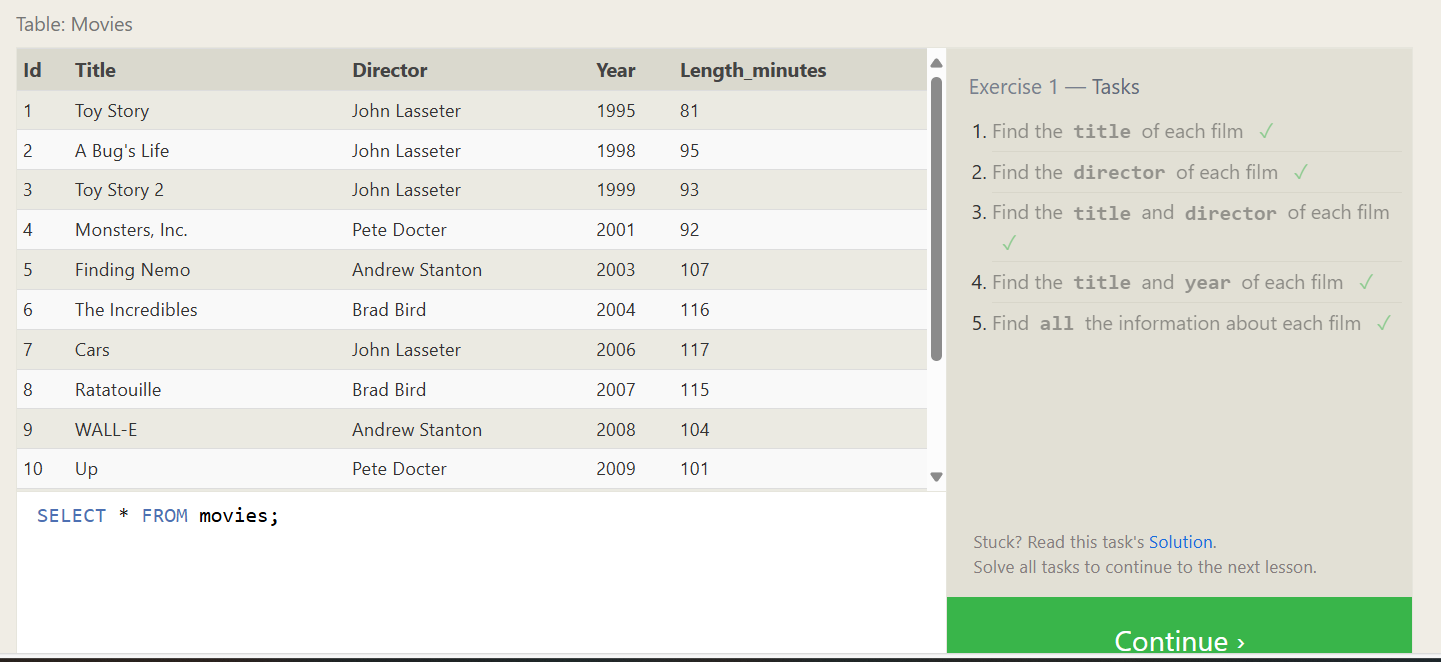 Table: Movies
Id Title Director Year Length_minutes
1 Toy Story John Lasseter 1995 81
2 A Bug's Life John Lasseter 1998 95
3 Toy Story 2 John Lasseter 1999 93
4 Monsters, Inc. Pete Docter 2001 92
5 Finding Nemo Andrew Stanton 2003 107
6 The Incredibles Brad Bird 2004 116
7 Cars John Lasseter 2006 117
8 Ratatouille Brad Bird 2007 115
9 WALL-E Andrew Stanton 2008 104
10 Up Pete Docter 2009 101
SELECT * FROM movies;
Exercise 1 — Tasks
1. Find the title of each film ✓
2. Find the director of each film ✓
3. Find the title and director of each film
✓
4. Find the title and year of each film ✓
5. Find all the information about each film ✓
Stuck? Read this task's Solution.
Solve all tasks to continue to the next lesson.
Continue ›